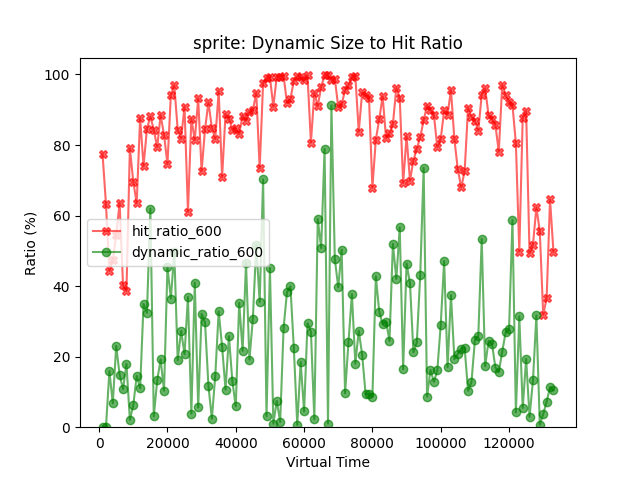 sprite: Dynamic Size to Hit Ratio
100
80
60
40
20
0
Ratio (%)
hit_ratio_600
dynamic_ratio_600
0 20000 40000 60000 80000 100000 120000
Virtual Time